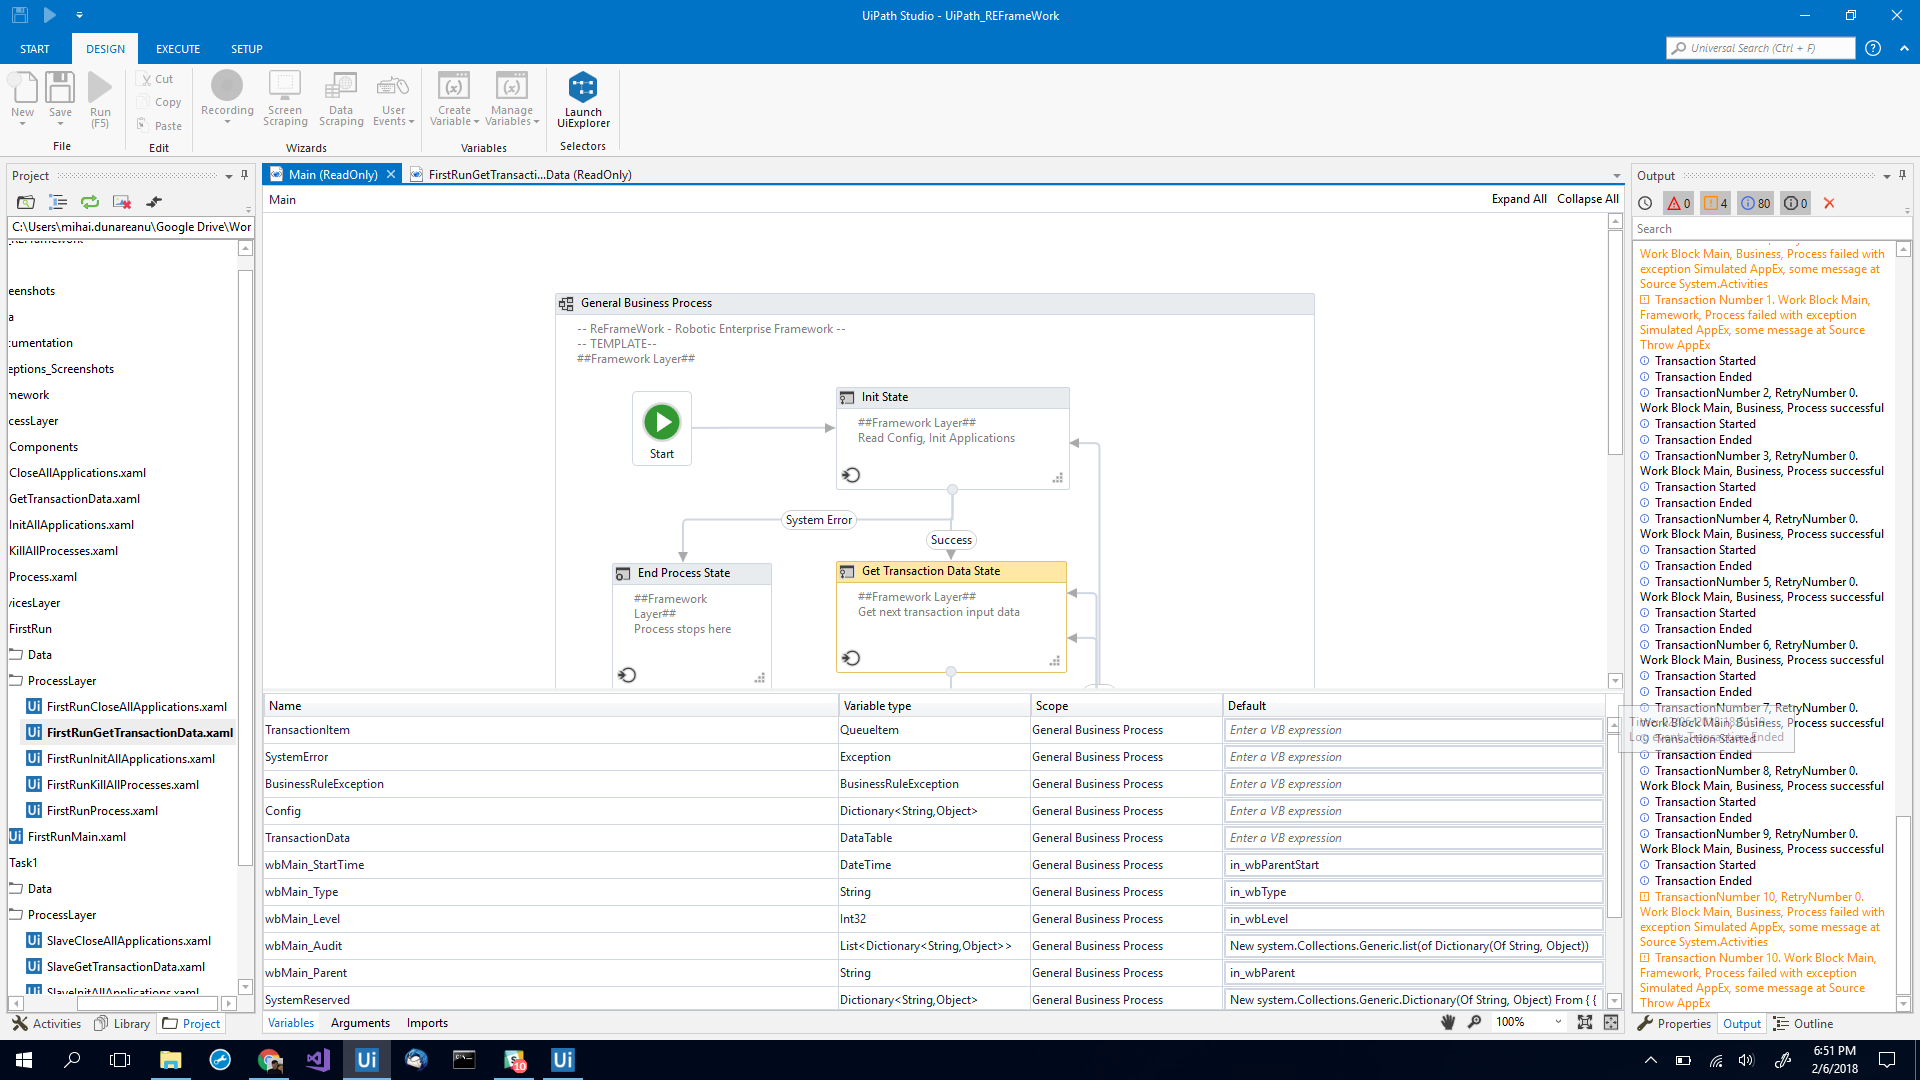 UiPath Studio - UiPath_REFrameWork
START
DESIGN
EXECUTE
SETUP
Universal Search (Ctrl + F)
New
Save
Run
(F5)
File
Cut
Copy
Paste
Edit
Recording
Screen
Scraping
Data
Scraping
User
Events
Wizards
Create
Variable
Manage
Variables
Variables
Launch
UiExplorer
Selectors
Project
C:\Users\mihai.dunareanu\Google Drive\Wor
_REFramework
eenshots
a
cumentation
eptions_Screenshots
mework
cessLayer
Components
CloseAllApplications.xaml
GetTransactionData.xaml
InitAllApplications.xaml
KillAllProcesses.xaml
Process.xaml
vicesLayer
FirstRun
Data
ProcessLayer
FirstRunCloseAllApplications.xaml
FirstRunGetTransactionData.xaml
FirstRunInitAllApplications.xaml
FirstRunKillAllProcesses.xaml
FirstRunProcess.xaml
FirstRunMain.xaml
Task1
Data
ProcessLayer
SlaveCloseAllApplications.xaml
SlaveGetTransactionData.xaml
SlaveInitAllApplications.xaml
Activities
Library
Project
Main (ReadOnly)
FirstRunGetTransacti...Data (ReadOnly)
Main
Expand All
Collapse All
General Business Process
-- ReFrameWork - Robotic Enterprise Framework --
-- TEMPLATE--
##Framework Layer##
Start
Init State
##Framework Layer##
Read Config, Init Applications
System Error
Success
End Process State
##Framework
Layer##
Process stops here
Get Transaction Data State
##Framework Layer##
Get next transaction input data
Name Variable type Scope Default
TransactionItem QueueItem General Business Process Enter a VB expression
SystemError Exception General Business Process Enter a VB expression
BusinessRuleException BusinessRuleException General Business Process Enter a VB expression
Config Dictionary<String,Object> General Business Process Enter a VB expression
TransactionData DataTable General Business Process Enter a VB expression
wbMain_StartTime DateTime General Business Process in_wbParentStart
wbMain_Type String General Business Process in_wbType
wbMain_Level Int32 General Business Process in_wbLevel
wbMain_Audit List<Dictionary<String,Object>> General Business Process New system.Collections.Generic.list(of Dictionary(Of String, Object))
wbMain_Parent String General Business Process in_wbParent
SystemReserved Dictionary<String,Object> General Business Process New system.Collections.Generic.Dictionary(Of String, Object) From { {
Variables
Arguments
Imports
100%
Output
0
4
80
0
Search
Work Block Main, Business, Process failed with
exception Simulated AppEx, some message at
Source System.Activities
Transaction Number 1. Work Block Main,
Framework, Process failed with exception
Simulated AppEx, some message at Source
Throw AppEx
Transaction Started
Transaction Ended
TransactionNumber 2, RetryNumber 0.
Work Block Main, Business, Process successful
Transaction Started
Transaction Ended
TransactionNumber 3, RetryNumber 0.
Work Block Main, Business, Process successful
Transaction Started
Transaction Ended
TransactionNumber 4, RetryNumber 0.
Work Block Main, Business, Process successful
Transaction Started
Transaction Ended
TransactionNumber 5, RetryNumber 0.
Work Block Main, Business, Process successful
Transaction Started
Transaction Ended
TransactionNumber 6, RetryNumber 0.
Work Block Main, Business, Process successful
Transaction Started
Transaction Ended
TransactionNumber 7, RetryNumber 0.
Work Block Main, Business, Process successful
Transaction Started
Log event: Transaction Ended
Transaction Ended
TransactionNumber 8, RetryNumber 0.
Work Block Main, Business, Process successful
Transaction Started
Transaction Ended
TransactionNumber 9, RetryNumber 0.
Work Block Main, Business, Process successful
Transaction Started
Transaction Ended
TransactionNumber 10, RetryNumber 0.
Work Block Main, Business, Process failed with
exception Simulated AppEx, some message at
Source System.Activities
Transaction Number 10. Work Block Main,
Framework, Process failed with exception
Simulated AppEx, some message at Source
Throw AppEx
Properties
Output
Outline
10
6:51 PM
2/6/2018